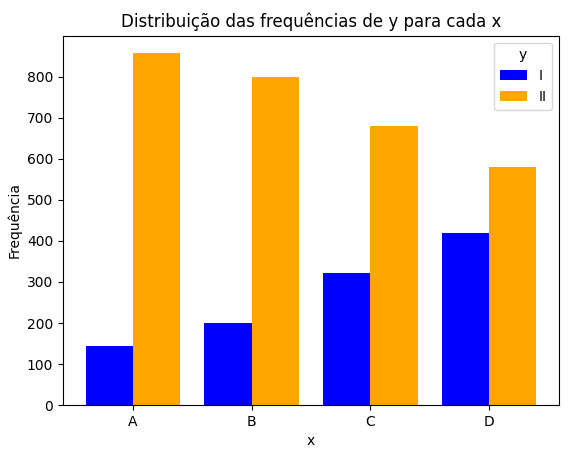 Distribuição das frequências de y para cada x
y
I
II
800
700
600
500
400
300
200
100
0
Frequência
A B C D
x